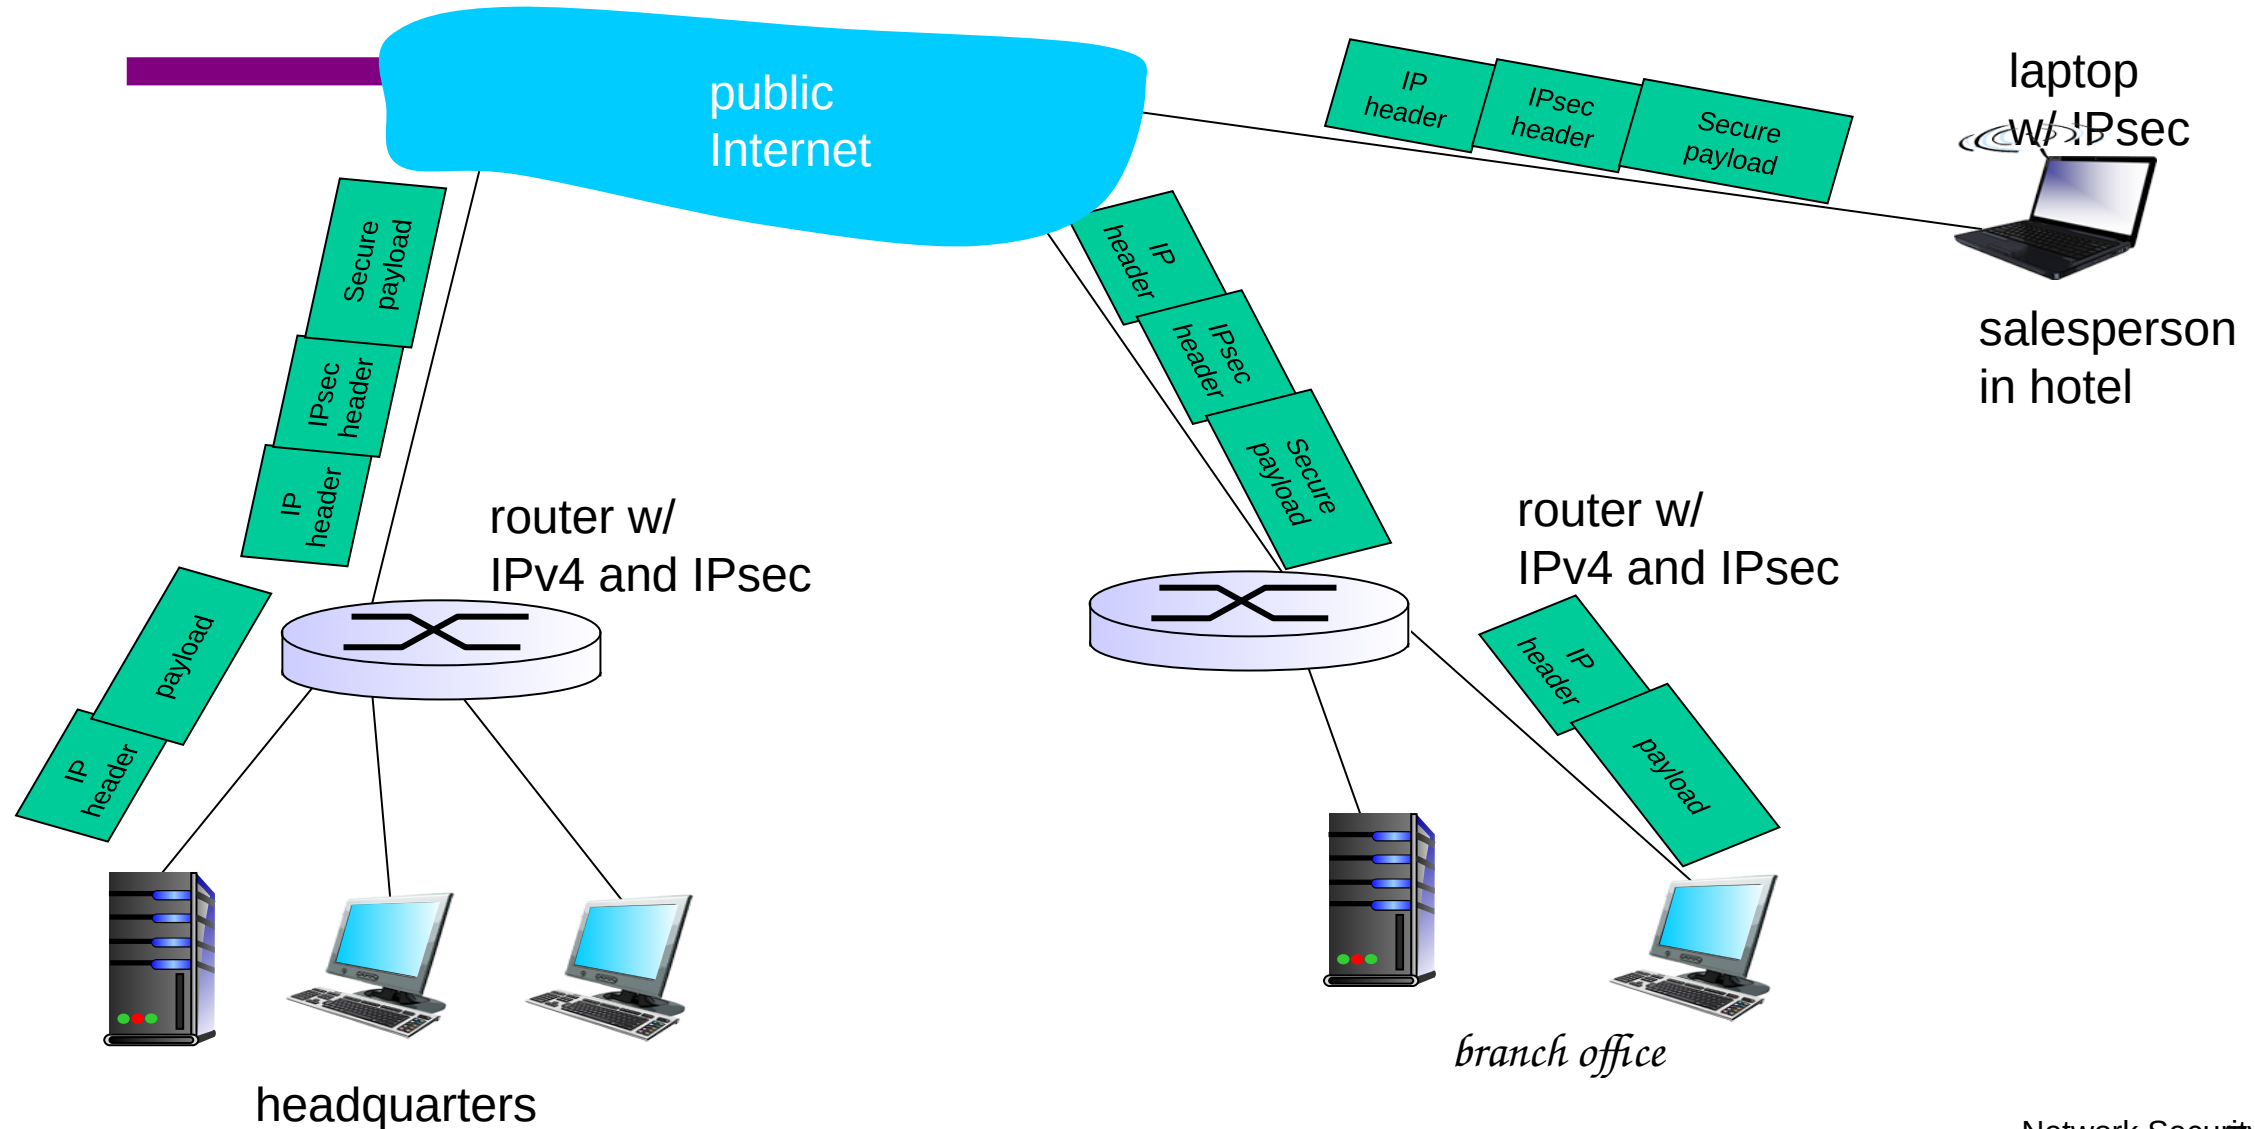 public
Internet
IP
header
IPsec
header
Secure
payload
laptop
w/ IPsec
salesperson
in hotel
Secure
payload
IPsec
header
IP
header
payload
IP
header
router w/
IPv4 and IPsec
IP
header
IPsec
header
Secure
payload
router w/
IPv4 and IPsec
IP
header
payload
headquarters
branch office
Network Security